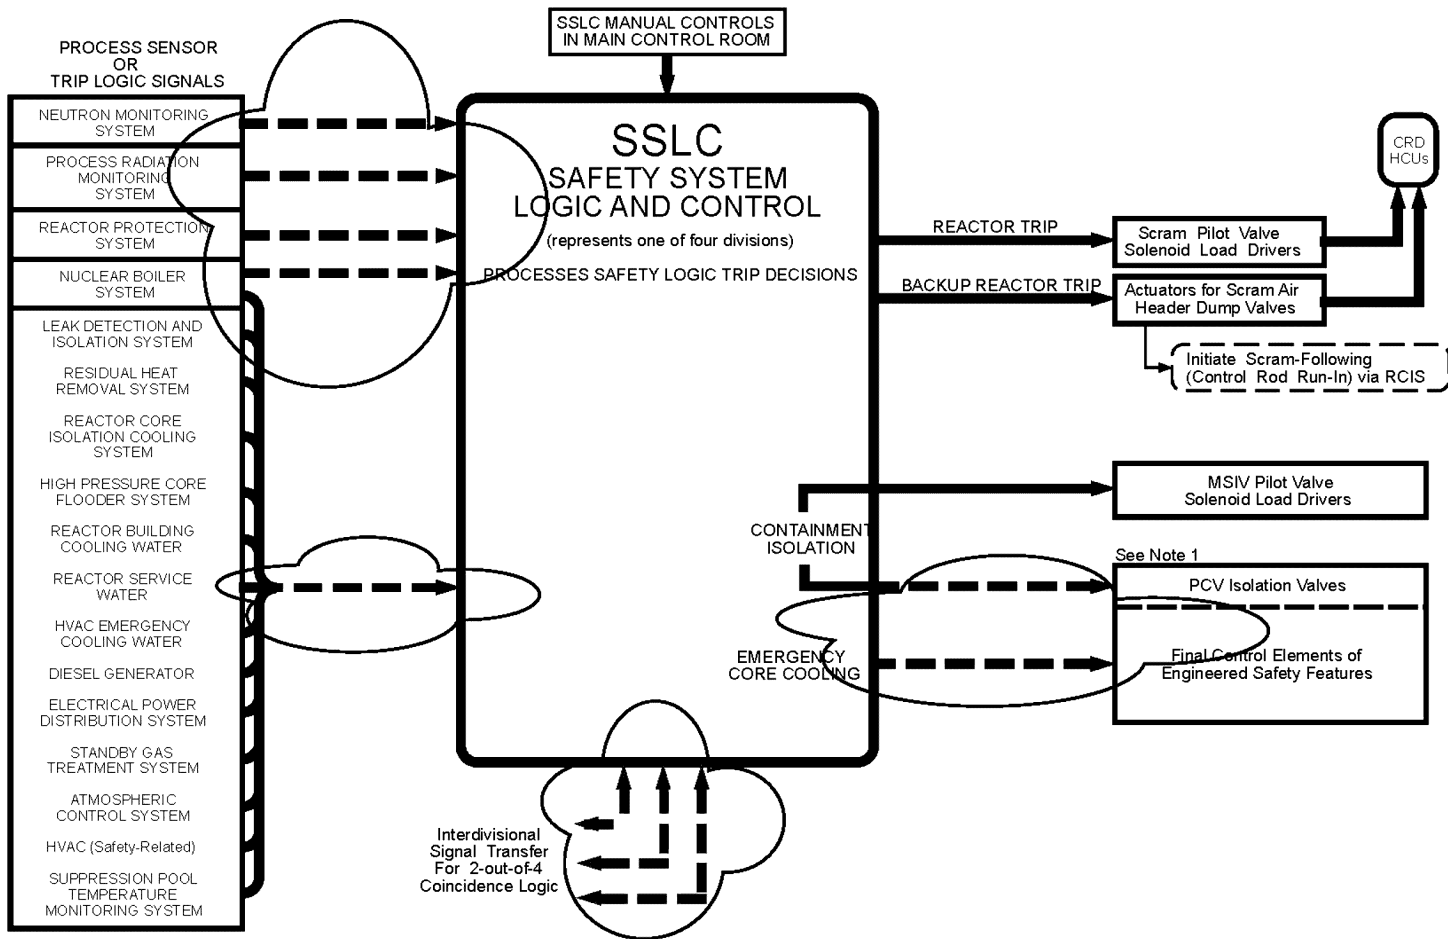 SSLC MANUAL CONTROLS
IN MAIN CONTROL ROOM
PROCESS SENSOR
OR
TRIP LOGIC SIGNALS
NEUTRON MONITORING
SYSTEM
PROCESS RADIATION
MONITORING
SYSTEM
REACTOR PROTECTION
SYSTEM
NUCLEAR BOILER
SYSTEM
LEAK DETECTION AND
ISOLATION SYSTEM
RESIDUAL HEAT
REMOVAL SYSTEM
REACTOR CORE
ISOLATION COOLING
SYSTEM
HIGH PRESSURE CORE
FLOODER SYSTEM
REACTOR BUILDING
COOLING WATER
REACTOR SERVICE
WATER
HVAC EMERGENCY
COOLING WATER
DIESEL GENERATOR
ELECTRICAL POWER
DISTRIBUTION SYSTEM
STANDBY GAS
TREATMENT SYSTEM
ATMOSPHERIC
CONTROL SYSTEM
HVAC (Safety-Related)
SUPPRESSION POOL
TEMPERATURE
MONITORING SYSTEM
SSLC
SAFETY SYSTEM
LOGIC AND CONTROL
(represents one of four divisions)
PROCESSES SAFETY LOGIC TRIP DECISIONS
CONTAINMENT
ISOLATION
EMERGENCY
CORE COOLING
Interdivisional
Signal Transfer
For 2-out-of-4
Coincidence Logic
REACTOR TRIP
BACKUP REACTOR TRIP
CRD
HCUs
Scram Pilot Valve
Solenoid Load Drivers
Actuators for Scram Air
Header Dump Valves
Initiate Scram-Following
(Control Rod Run-In) via RCIS
MSIV Pilot Valve
Solenoid Load Drivers
See Note 1
PCV Isolation Valves
Final Control Elements of
Engineered Safety Features